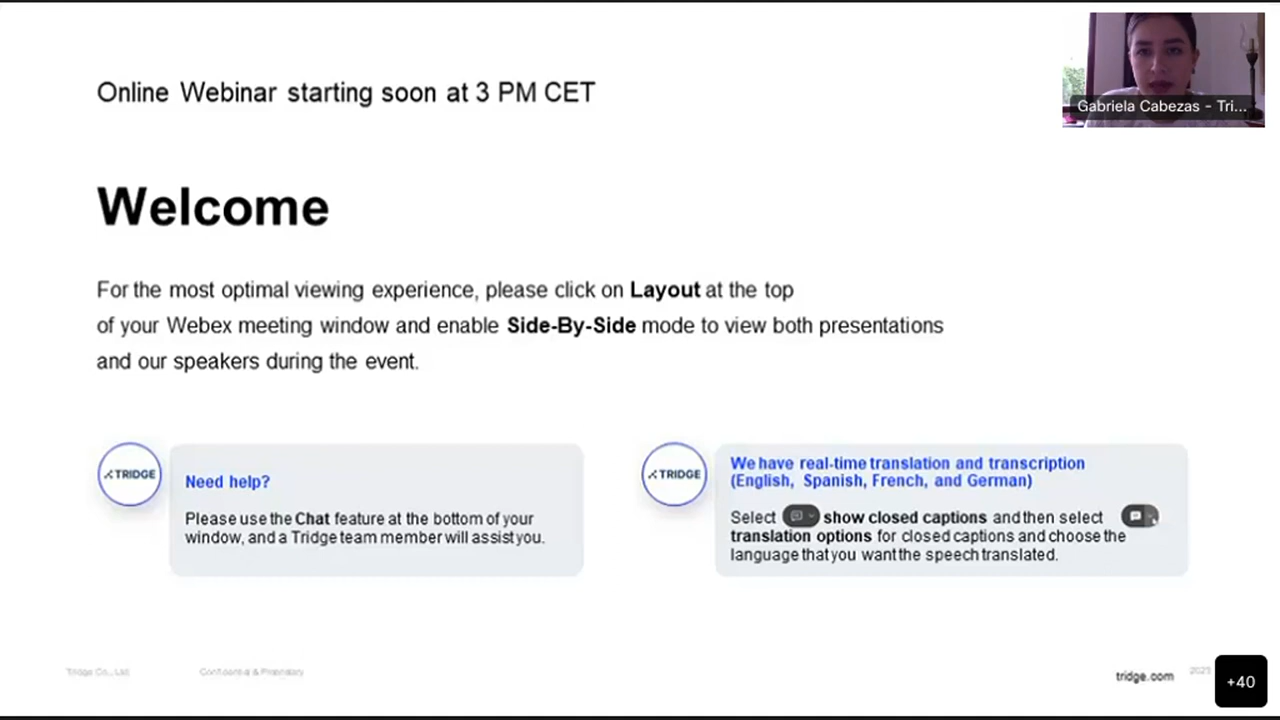 Online Webinar starting soon at 3 PM CET
Gabriela Cabezas - Tri...
Welcome
For the most optimal viewing experience, please click on Layout at the top
of your Webex meeting window and enable Side-By-Side mode to view both presentations
and our speakers during the event.
TRIDGE
Need help?
Please use the Chat feature at the bottom of your
window, and a Tridge team member will assist you.
TRIDGE
We have real-time translation and transcription
(English, Spanish, French, and German)
Select show closed captions and then select
translation options for closed captions and choose the
language that you want the speech translated.
Tridge Co., Ltd.
Confidential & Proprietary
tridge.com
+40